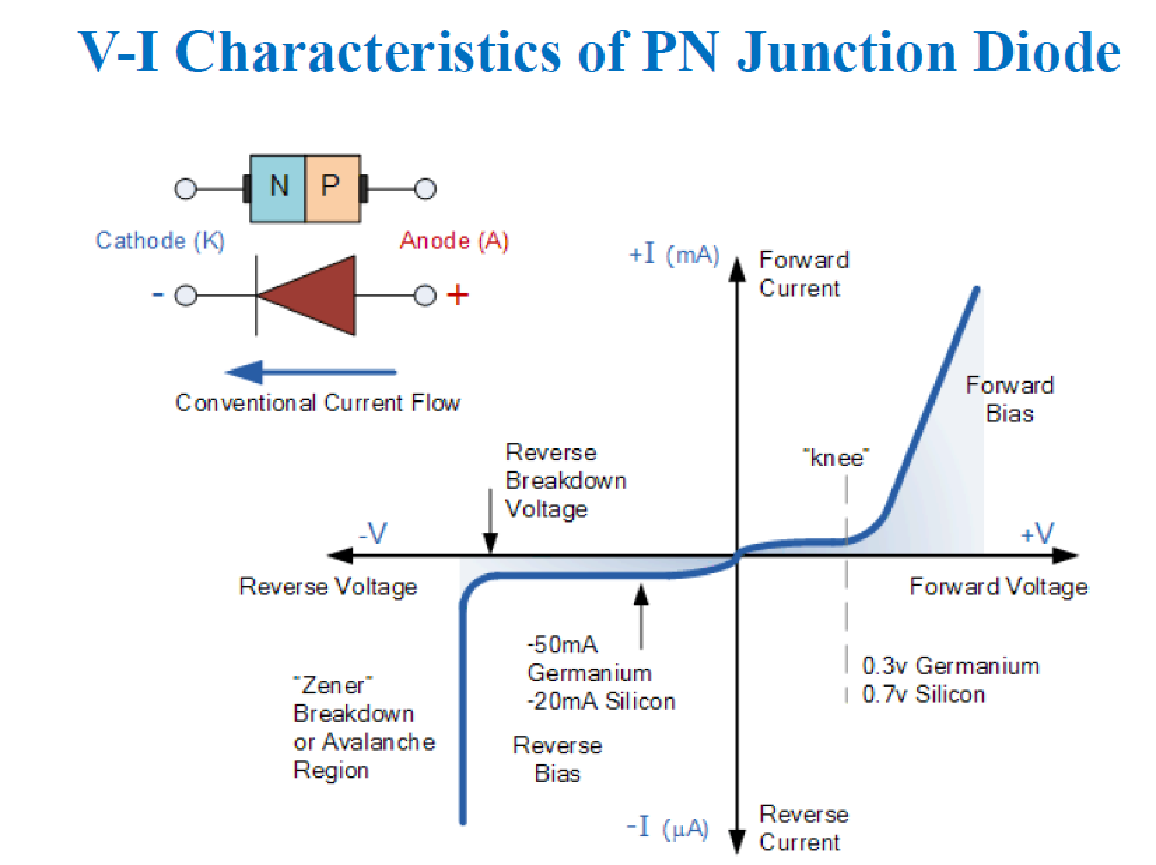 V-I Characteristics of PN Junction Diode
N P
Cathode (K)
Anode (A)
- +
Conventional Current Flow
+I (mA)
Forward
Current
Forward
Bias
"knee"
Reverse
Breakdown
Voltage
-V
+V
Reverse Voltage
Forward Voltage
-50mA
Germanium
-20mA Silicon
0.3v Germanium
0.7v Silicon
"Zener"
Breakdown
or Avalanche
Region
Reverse
Bias
-I (µA)
Reverse
Current